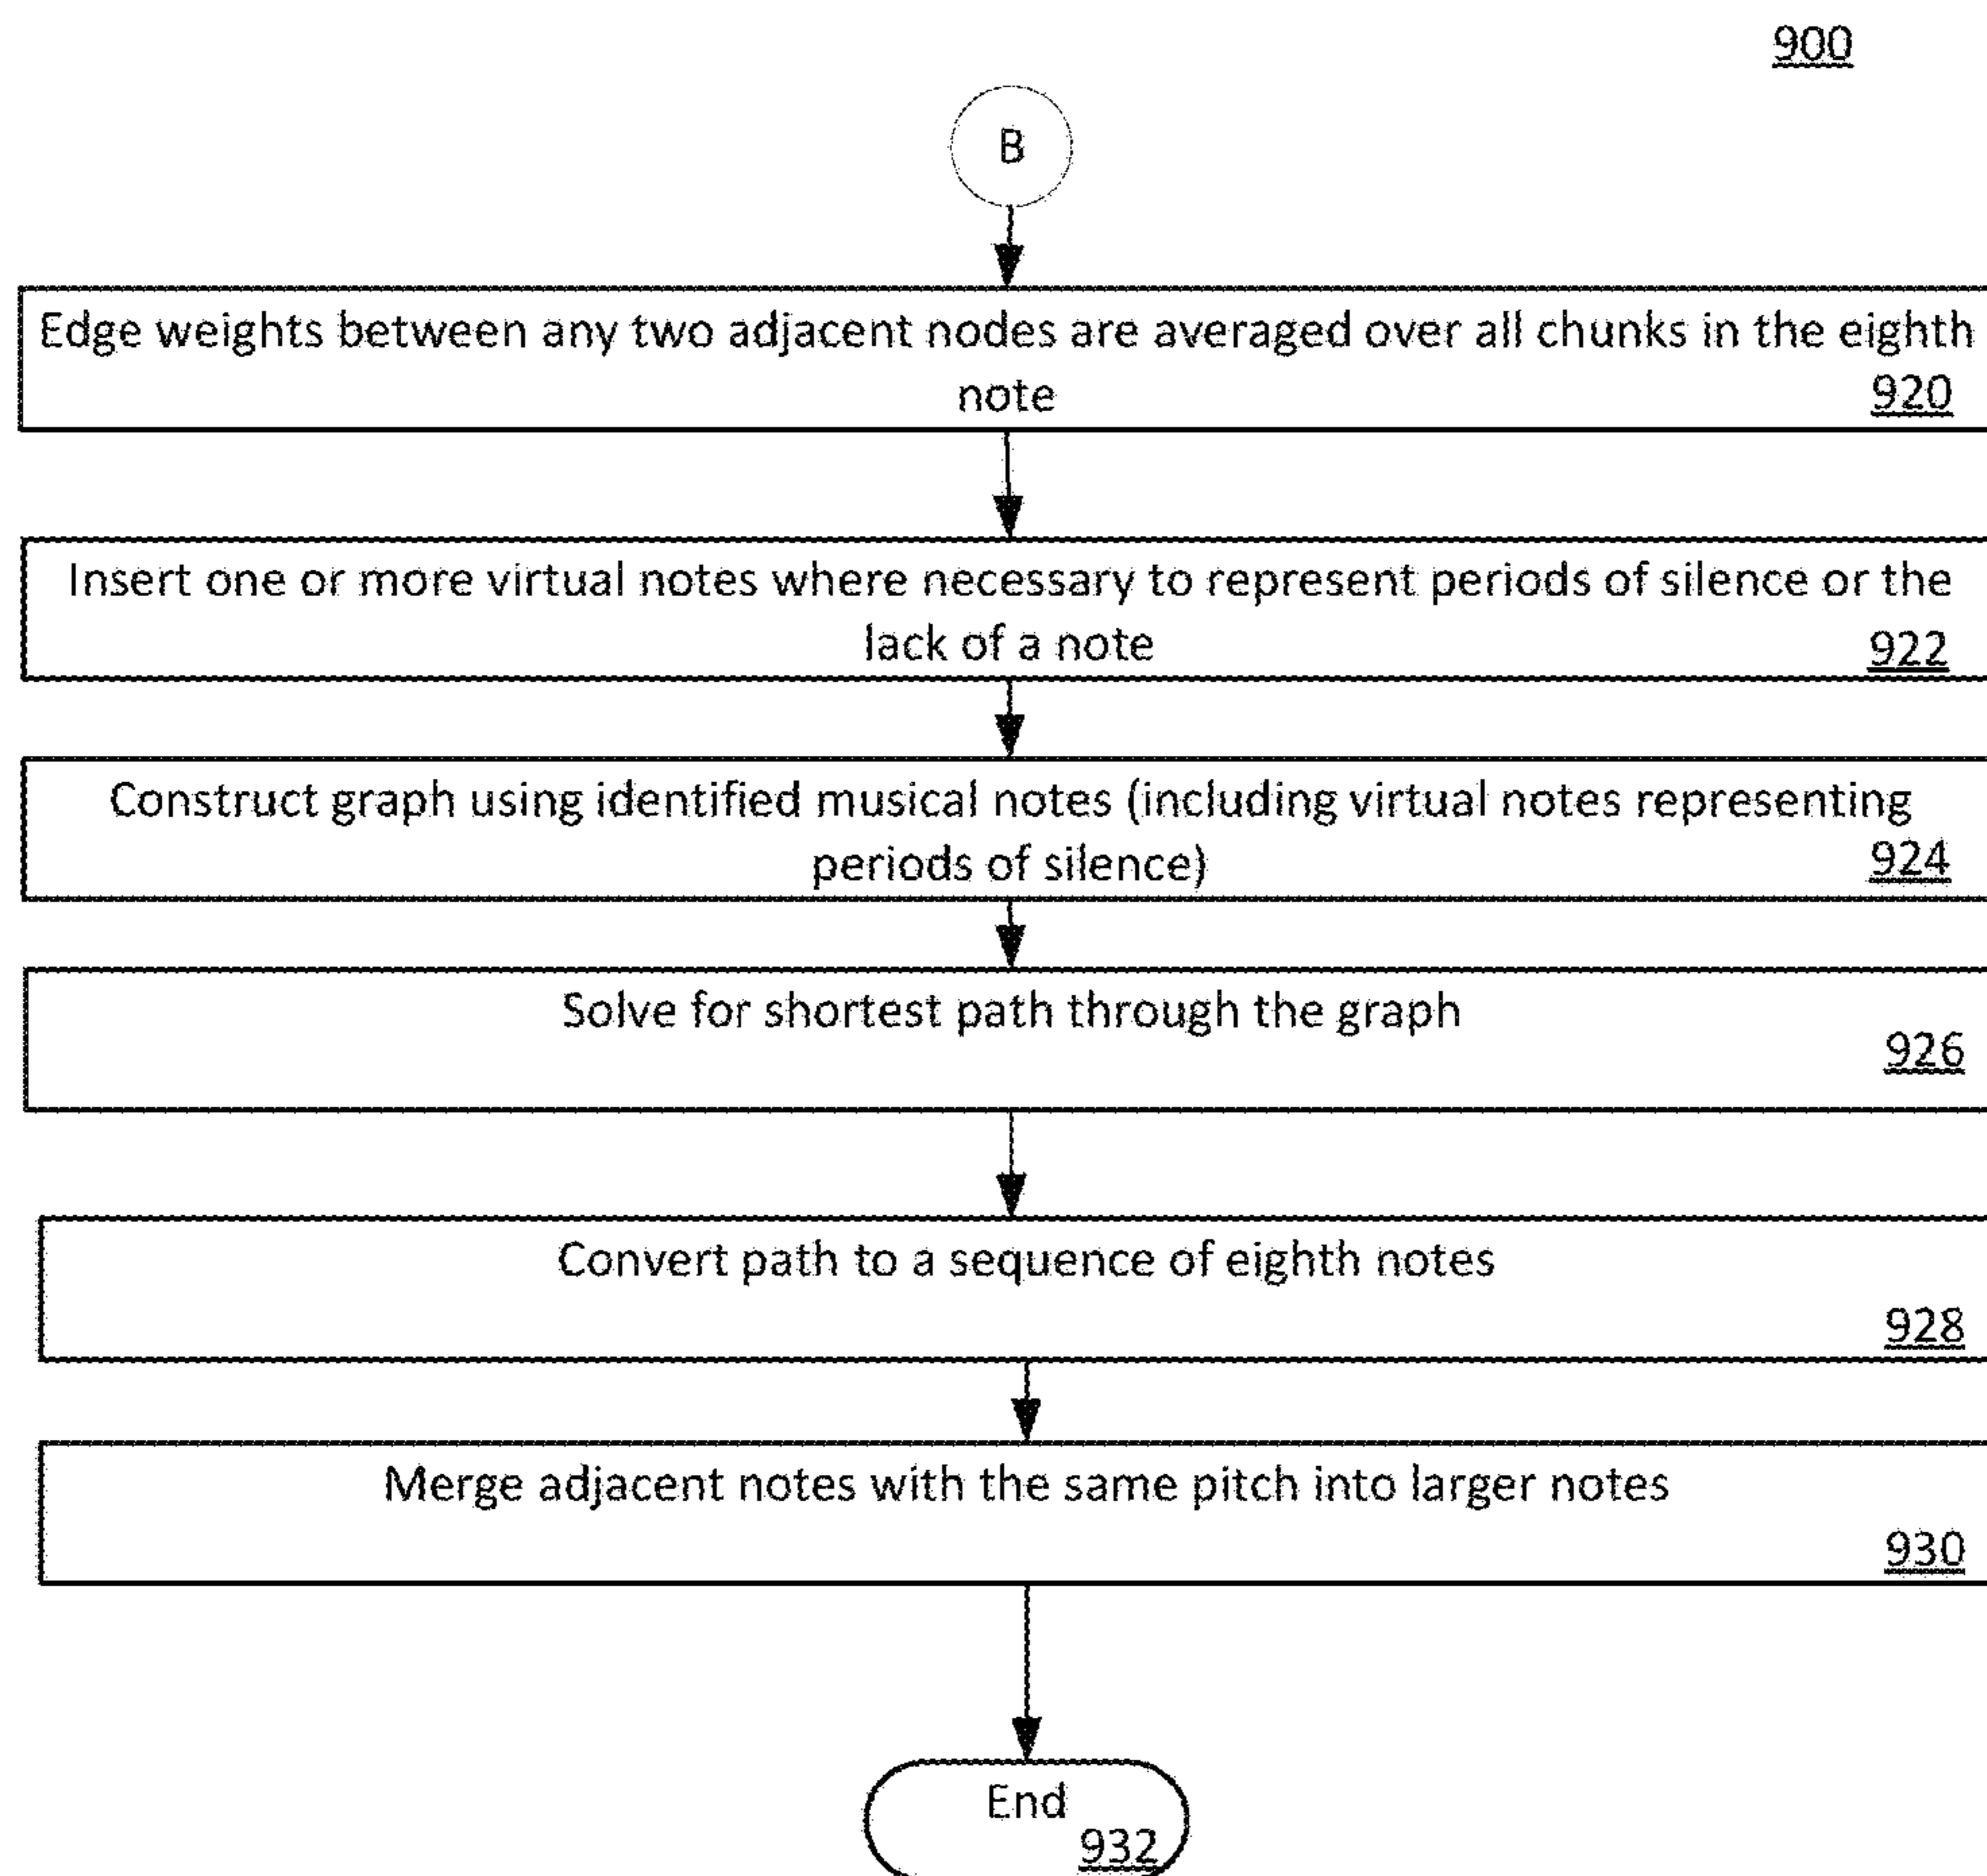 900
B
Edge weights between any two adjacent nodes are averaged over all chunks in the eighth
note
920
Insert one or more virtual notes where necessary to represent periods of silence or the
lack of a note
922
Construct graph using identified musical notes (including virtual notes representing
periods of silence)
924
Solve for shortest path through the graph
926
Convert path to a sequence of eighth notes
928
Merge adjacent notes with the same pitch into larger notes
930
End
932